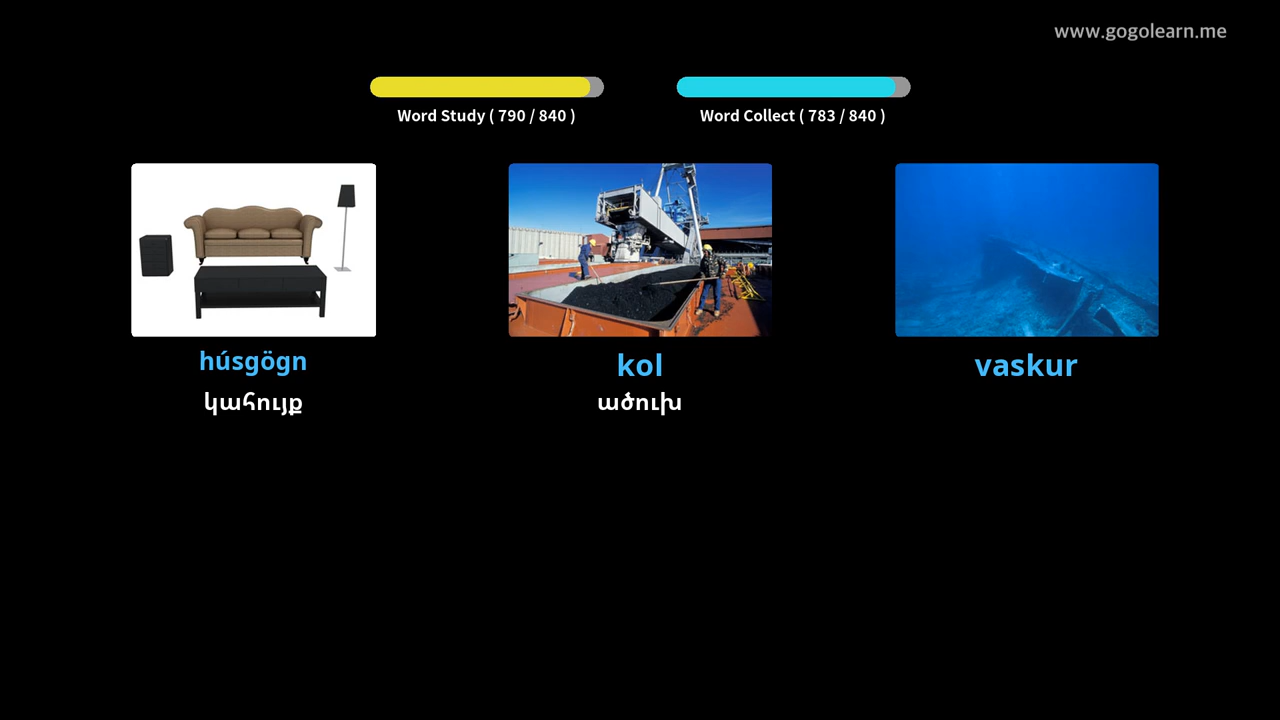 www.gogolearn.me
Word Study ( 790 / 840 )
Word Collect ( 783 / 840 )
húsgögn
kol
vaskur
կահույք
ածուխ